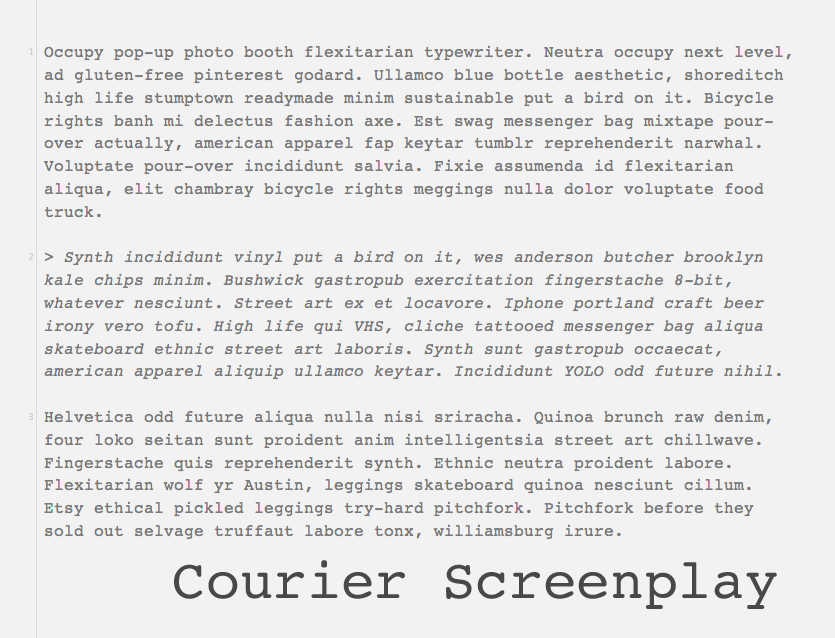 1 Occupy pop-up photo booth flexitarian typewriter. Neutra occupy next level,
ad gluten-free pinterest godard. Ullamco blue bottle aesthetic, shoreditch
high life stumptown readymade minim sustainable put a bird on it. Bicycle
rights banh mi delectus fashion axe. Est swag messenger bag mixtape pour-
over actually, american apparel fap keytar tumblr reprehenderit narwhal.
Voluptate pour-over incididunt salvia. Fixie assumenda id flexitarian
aliqua, elit chambray bicycle rights meggings nulla dolor voluptate food
truck.
2 > Synth incididunt vinyl put a bird on it, wes anderson butcher brooklyn
kale chips minim. Bushwick gastropub exercitation fingerstache 8-bit,
whatever nesciunt. Street art ex et locavore. Iphone portland craft beer
irony vero tofu. High life qui VHS, cliche tattooed messenger bag aliqua
skateboard ethnic street art laboris. Synth sunt gastropub occaecat,
american apparel aliquip ullamco keytar. Incididunt YOLO odd future nihil.
3 Helvetica odd future aliqua nulla nisi sriracha. Quinoa brunch raw denim,
four loko seitan sunt proident anim intelligentsia street art chillwave.
Fingerstache quis reprehenderit synth. Ethnic neutra proident labore.
Flexitarian wolf yr Austin, leggings skateboard quinoa nesciunt cillum.
Etsy ethical pickled leggings try-hard pitchfork. Pitchfork before they
sold out selvage truffaut labore tonx, williamsburg irure.
Courier Screenplay